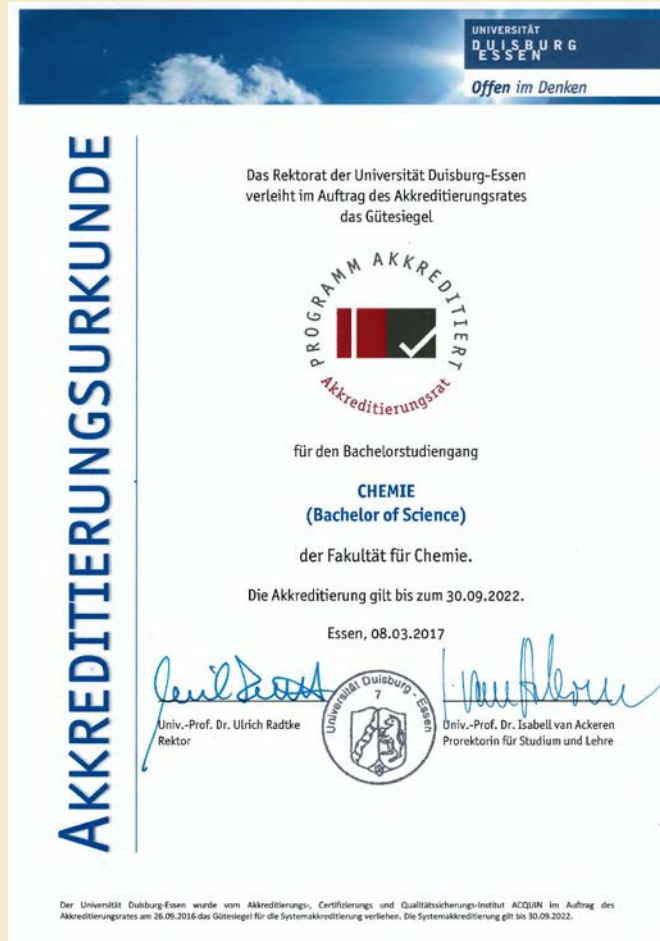 UNIVERSITÄT
DUISBURG
ESSEN
Offen im Denken
AKKREDITIERUNGSURKUNDE
Das Rektorat der Universität Duisburg-Essen
verleiht im Auftrag des Akkreditierungsrates
das Gütesiegel
PROGRAMM AKKREDITIERT
Akkreditierungsrat
für den Bachelorstudiengang
CHEMIE
(Bachelor of Science)
der Fakultät für Chemie.
Die Akkreditierung gilt bis zum 30.09.2022.
Essen, 08.03.2017
Universität Duisburg - Essen
7
Univ.-Prof. Dr. Ulrich Radtke
Rektor
Univ.-Prof. Dr. Isabell van Ackeren
Prorektorin für Studium und Lehre
Der Universität Duisburg-Essen wurde vom Akkreditierungs-, Certifizierungs und Qualitätssicherungs-Institut ACQUIN im Auftrag des
Akkreditierungsrates am 26.09.2016 das Gütesiegel für die Systemakkreditierung verliehen. Die Systemakkreditierung gilt bis 30.09.2022.